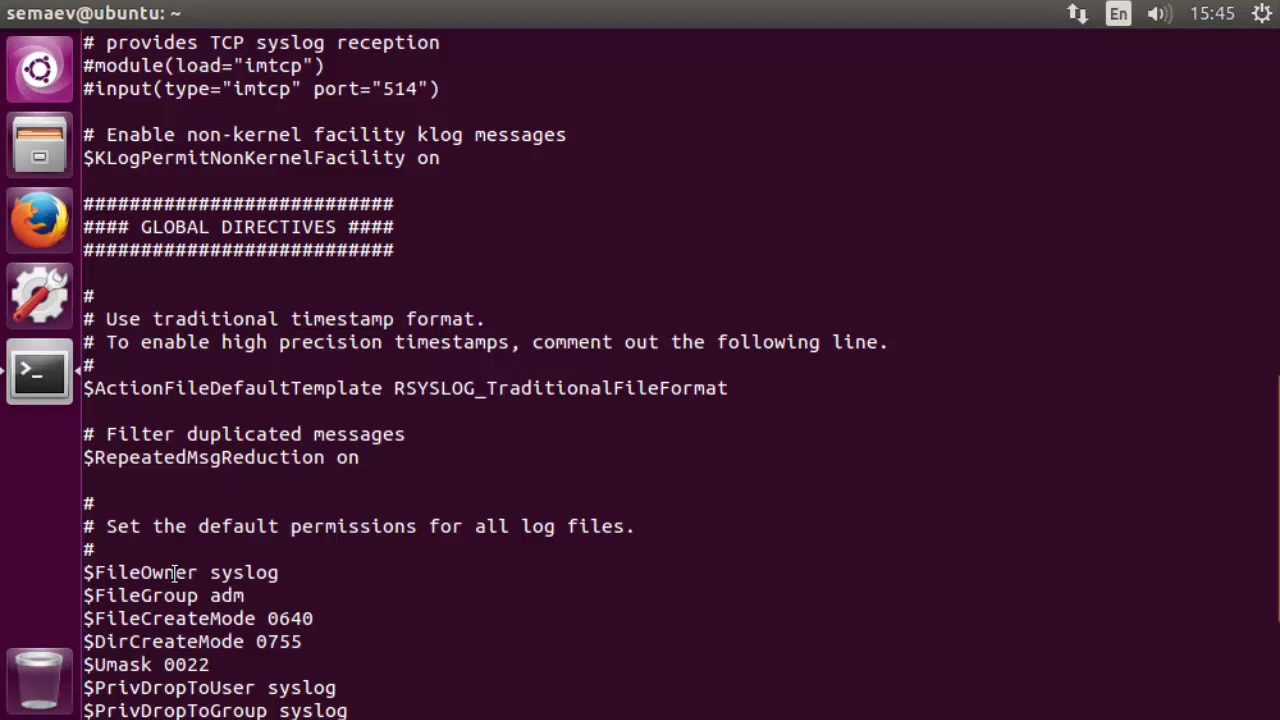 semaev@ubuntu: ~
En
15:45
# provides TCP syslog reception
#module(load="imtcp")
#input(type="imtcp" port="514")
# Enable non-kernel facility klog messages
$KLogPermitNonKernelFacility on
###########################
#### GLOBAL DIRECTIVES ####
###########################
#
# Use traditional timestamp format.
# To enable high precision timestamps, comment out the following line.
#
$ActionFileDefaultTemplate RSYSLOG_TraditionalFileFormat
# Filter duplicated messages
$RepeatedMsgReduction on
#
# Set the default permissions for all log files.
#
$FileOwner syslog
$FileGroup adm
$FileCreateMode 0640
$DirCreateMode 0755
$Umask 0022
$PrivDropToUser syslog
$PrivDropToGroup syslog